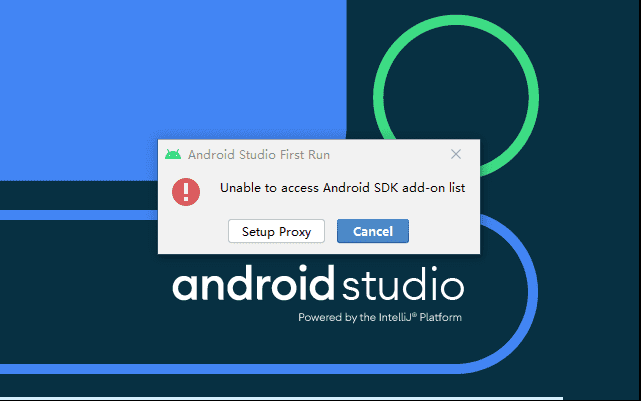 Android Studio First Run
Unable to access Android SDK add-on list
Setup Proxy
Cancel
android studio
Powered by the IntelliJ® Platform